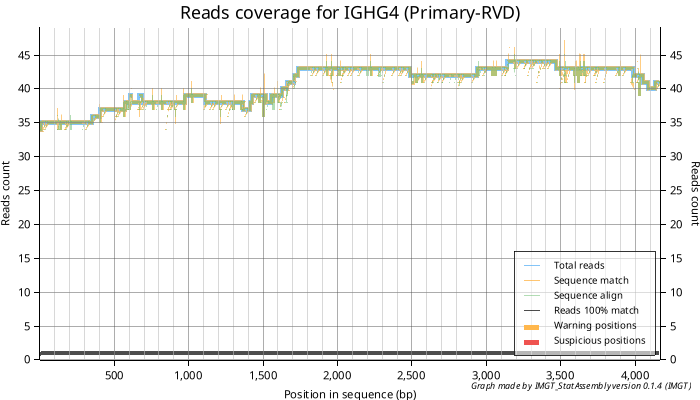 Reads coverage for IGHG4 (Primary-RVD)
Reads count
45
40
35
30
25
20
15
10
5
0
45
40
35
30
25
20
15
10
5
0
Reads count
Total reads
Sequence match
Sequence align
Reads 100% match
Warning positions
Suspicious positions
500
1,000
1,500
2,000
2,500
3,000
3,500
4,000
Position in sequence (bp)
Graph made by IMGT_StatAssemblyversion 0.1.4 (IMGT)